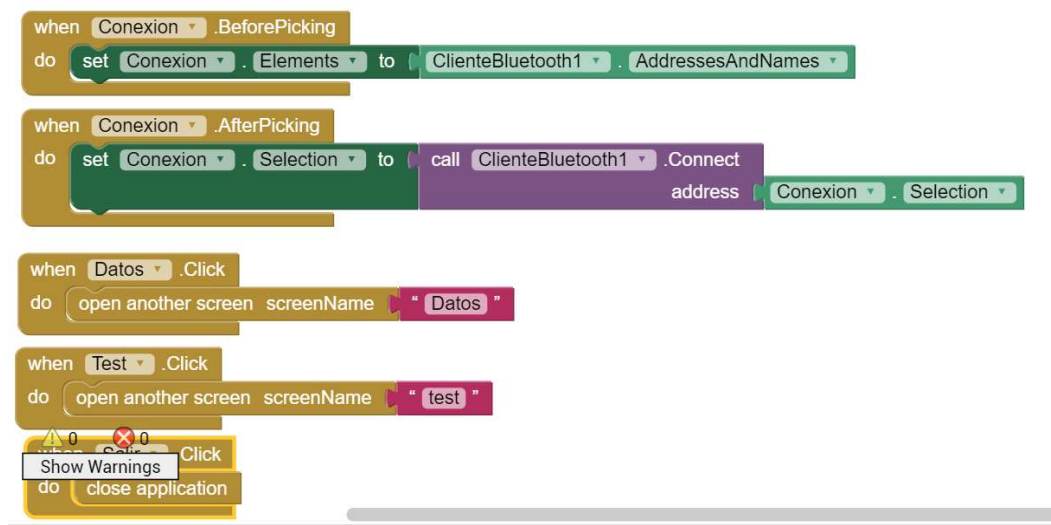 when Conexion .BeforePicking
do set Conexion . Elements to ClienteBluetooth1 . AddressesAndNames
when Conexion .AfterPicking
do set Conexion . Selection to call ClienteBluetooth1 .Connect
address Conexion . Selection
when Datos .Click
do open another screen screenName " Datos "
when Test .Click
do open another screen screenName " test "
0 0
when Salir .Click
Show Warnings
do close application